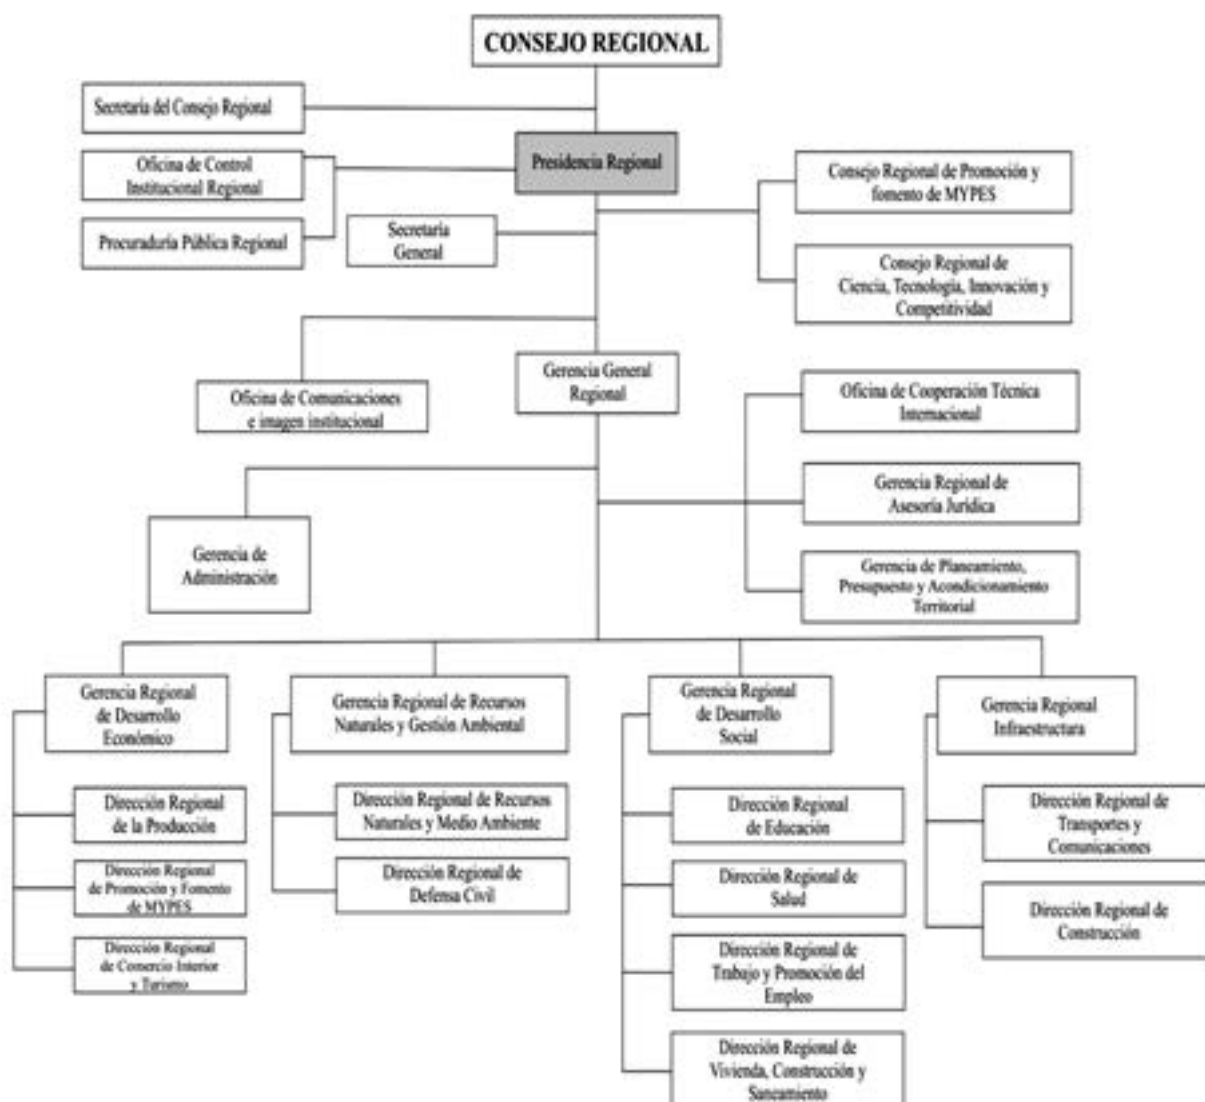 CONSEJO REGIONAL
Secretaría del Consejo Regional
Presidencia Regional
Oficina de Control
Institucional Regional
Procuraduría Pública Regional
Secretaría
General
Consejo Regional de Promoción y
fomento de MYPES
Consejo Regional de
Ciencia, Tecnología, Innovación y
Competitividad
Gerencia General
Regional
Oficina de Comunicaciones
e imagen institucional
Oficina de Cooperación Técnica
Internacional
Gerencia Regional de
Asesoría Jurídica
Gerencia de Planeamiento,
Presupuesto y Acondicionamiento
Territorial
Gerencia de
Administración
Gerencia Regional
de Desarrollo
Económico
Dirección Regional
de la Producción
Dirección Regional
de Promoción y Fomento
de MYPES
Dirección Regional
de Comercio Interior
y Turismo
Gerencia Regional de Recursos
Naturales y Gestión Ambiental
Dirección Regional de Recursos
Naturales y Medio Ambiente
Dirección Regional de
Defensa Civil
Gerencia Regional
de Desarrollo
Social
Dirección Regional
de Educación
Dirección Regional de
Salud
Dirección Regional de
Trabajo y Promoción del
Empleo
Dirección Regional de
Vivienda, Construcción y
Saneamiento
Gerencia Regional
Infraestructura
Dirección Regional de
Transportes y
Comunicaciones
Dirección Regional de
Construcción